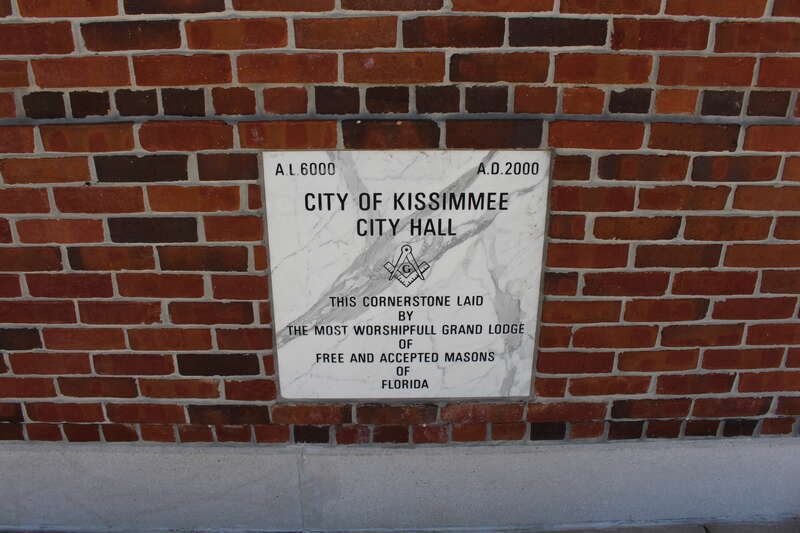 A L.6000 A.D.2000
CITY OF KISSIMMEE
CITY HALL
G
THIS CORNERSTONE LAID
BY
THE MOST WORSHIPFULL GRAND LODGE
OF
FREE AND ACCEPTED MASONS
OF
FLORIDA